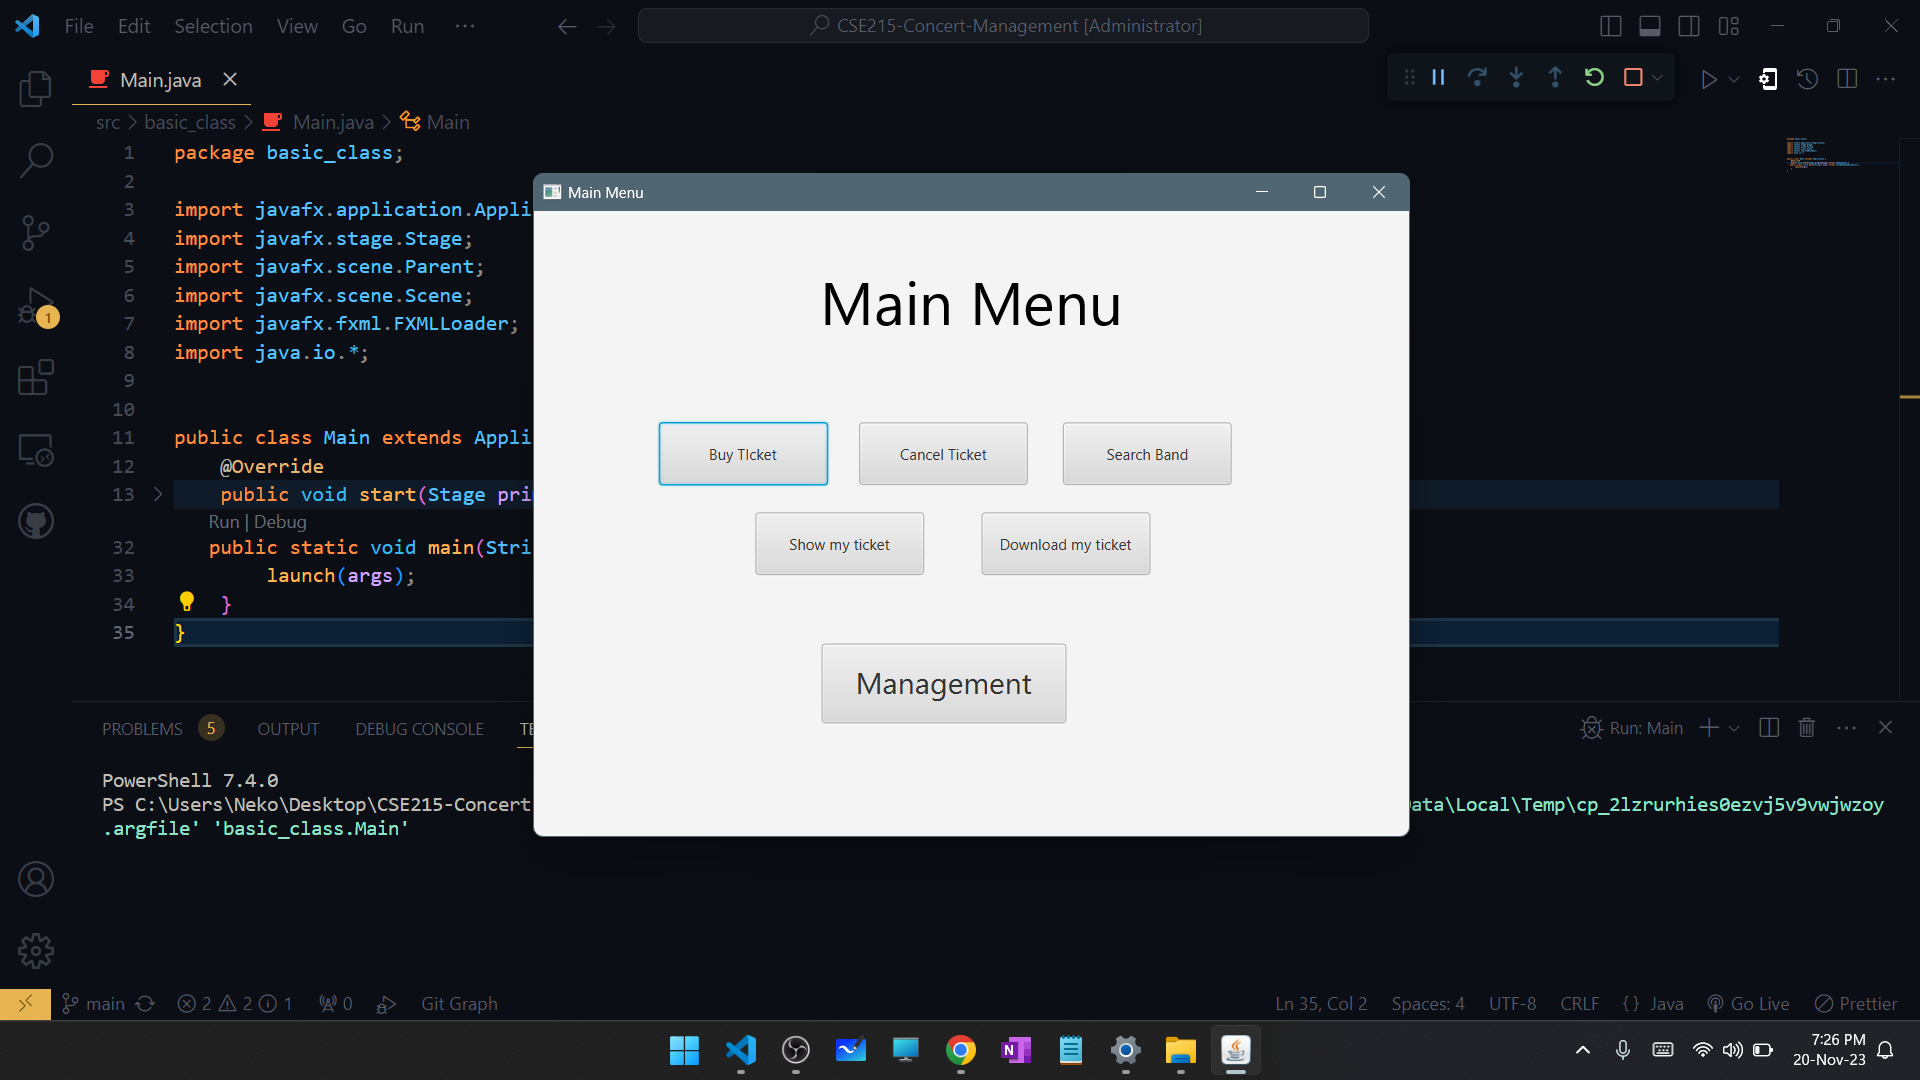 File Edit Selection View Go Run
CSE215-Concert-Management [Administrator]
Main.java
src basic_class Main.java Main
1 package basic_class;
2
3 import javafx.application.Appli
4 import javafx.stage.Stage;
5 import javafx.scene.Parent;
6 import javafx.scene.Scene;
7 import javafx.fxml.FXMLLoader;
8 import java.io.*;
9
10
11 public class Main extends Appli
12 @Override
13 public void start(Stage pri
Run | Debug
32 public static void main(Stri
33 launch(args);
34 }
35 }
1
Main Menu
Main Menu
Buy TIcket Cancel Ticket Search Band
Show my ticket Download my ticket
Management
PROBLEMS 5 OUTPUT DEBUG CONSOLE TE
Run: Main
PowerShell 7.4.0
PS C:\Users\Neko\Desktop\CSE215-Concert ata\Local\Temp\cp_2lzrurhies0ezvj5v9vwjwzoy
.argfile' 'basic_class.Main'
main 2 2 1 0 Git Graph
Ln 35, Col 2 Spaces: 4 UTF-8 CRLF {} Java Go Live Prettier
N
7:26 PM
20-Nov-23